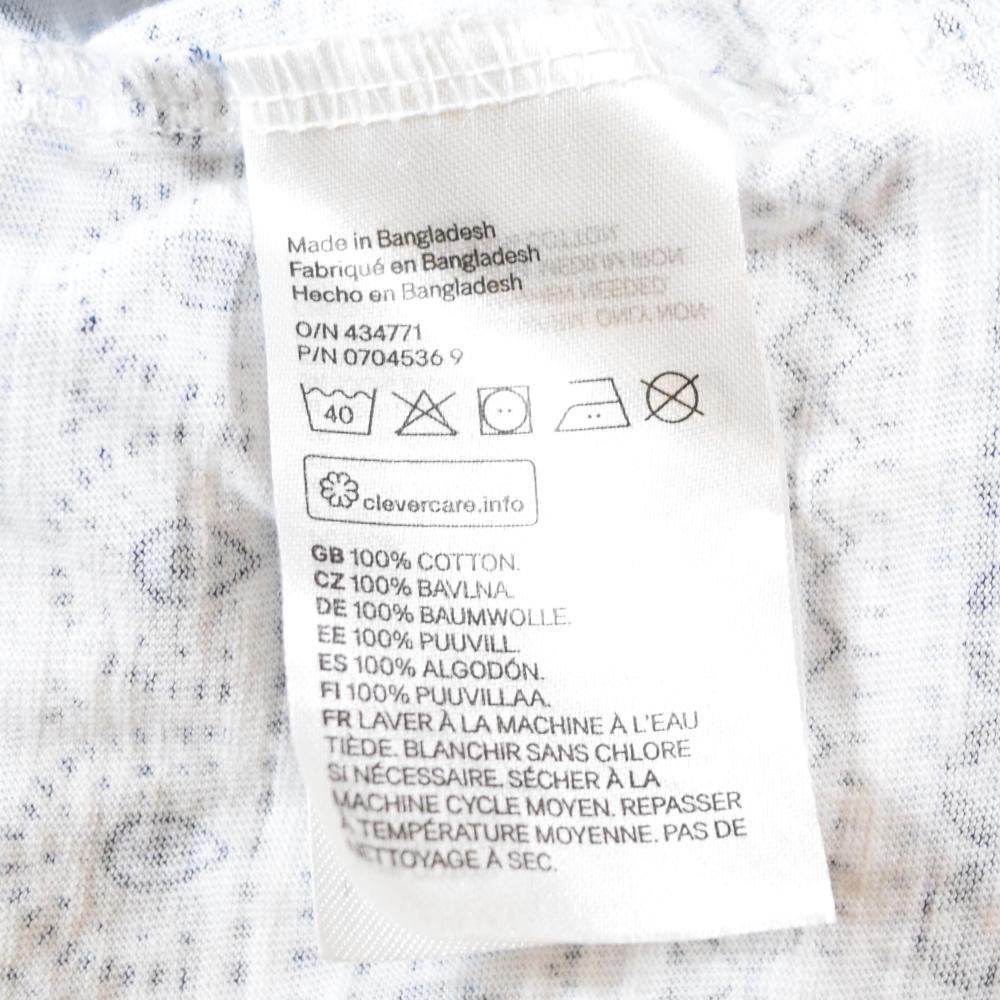 Made in Bangladesh
Fabriqué en Bangladesh
Hecho en Bangladesh
O/N 434771
P/N 0704536 9
40
clevercare.info
GB 100% COTTON.
CZ 100% BAVLNA.
DE 100% BAUMWOLLE.
EE 100% PUUVILL.
ES 100% ALGODÓN.
FI 100% PUUVILLAA.
FR LAVER À LA MACHINE À L'EAU
TIÈDE. BLANCHIR SANS CHLORE
SI NÉCESSAIRE. SÉCHER À LA
MACHINE CYCLE MOYEN. REPASSER
À TEMPÉRATURE MOYENNE. PAS DE
NETTOYAGE À SEC.